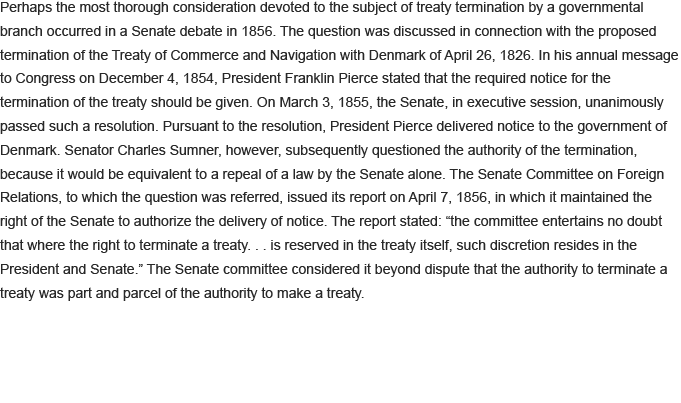 Perhaps the most thorough consideration devoted to the subject of treaty termination by a governmental
branch occurred in a Senate debate in 1856. The question was discussed in connection with the proposed
termination of the Treaty of Commerce and Navigation with Denmark of April 26, 1826. In his annual message
to Congress on December 4, 1854, President Franklin Pierce stated that the required notice for the
termination of the treaty should be given. On March 3, 1855, the Senate, in executive session, unanimously
passed such a resolution. Pursuant to the resolution, President Pierce delivered notice to the government of
Denmark. Senator Charles Sumner, however, subsequently questioned the authority of the termination,
because it would be equivalent to a repeal of a law by the Senate alone. The Senate Committee on Foreign
Relations, to which the question was referred, issued its report on April 7, 1856, in which it maintained the
right of the Senate to authorize the delivery of notice. The report stated: “the committee entertains no doubt
that where the right to terminate a treaty. . . is reserved in the treaty itself, such discretion resides in the
President and Senate.” The Senate committee considered it beyond dispute that the authority to terminate a
treaty was part and parcel of the authority to make a treaty.